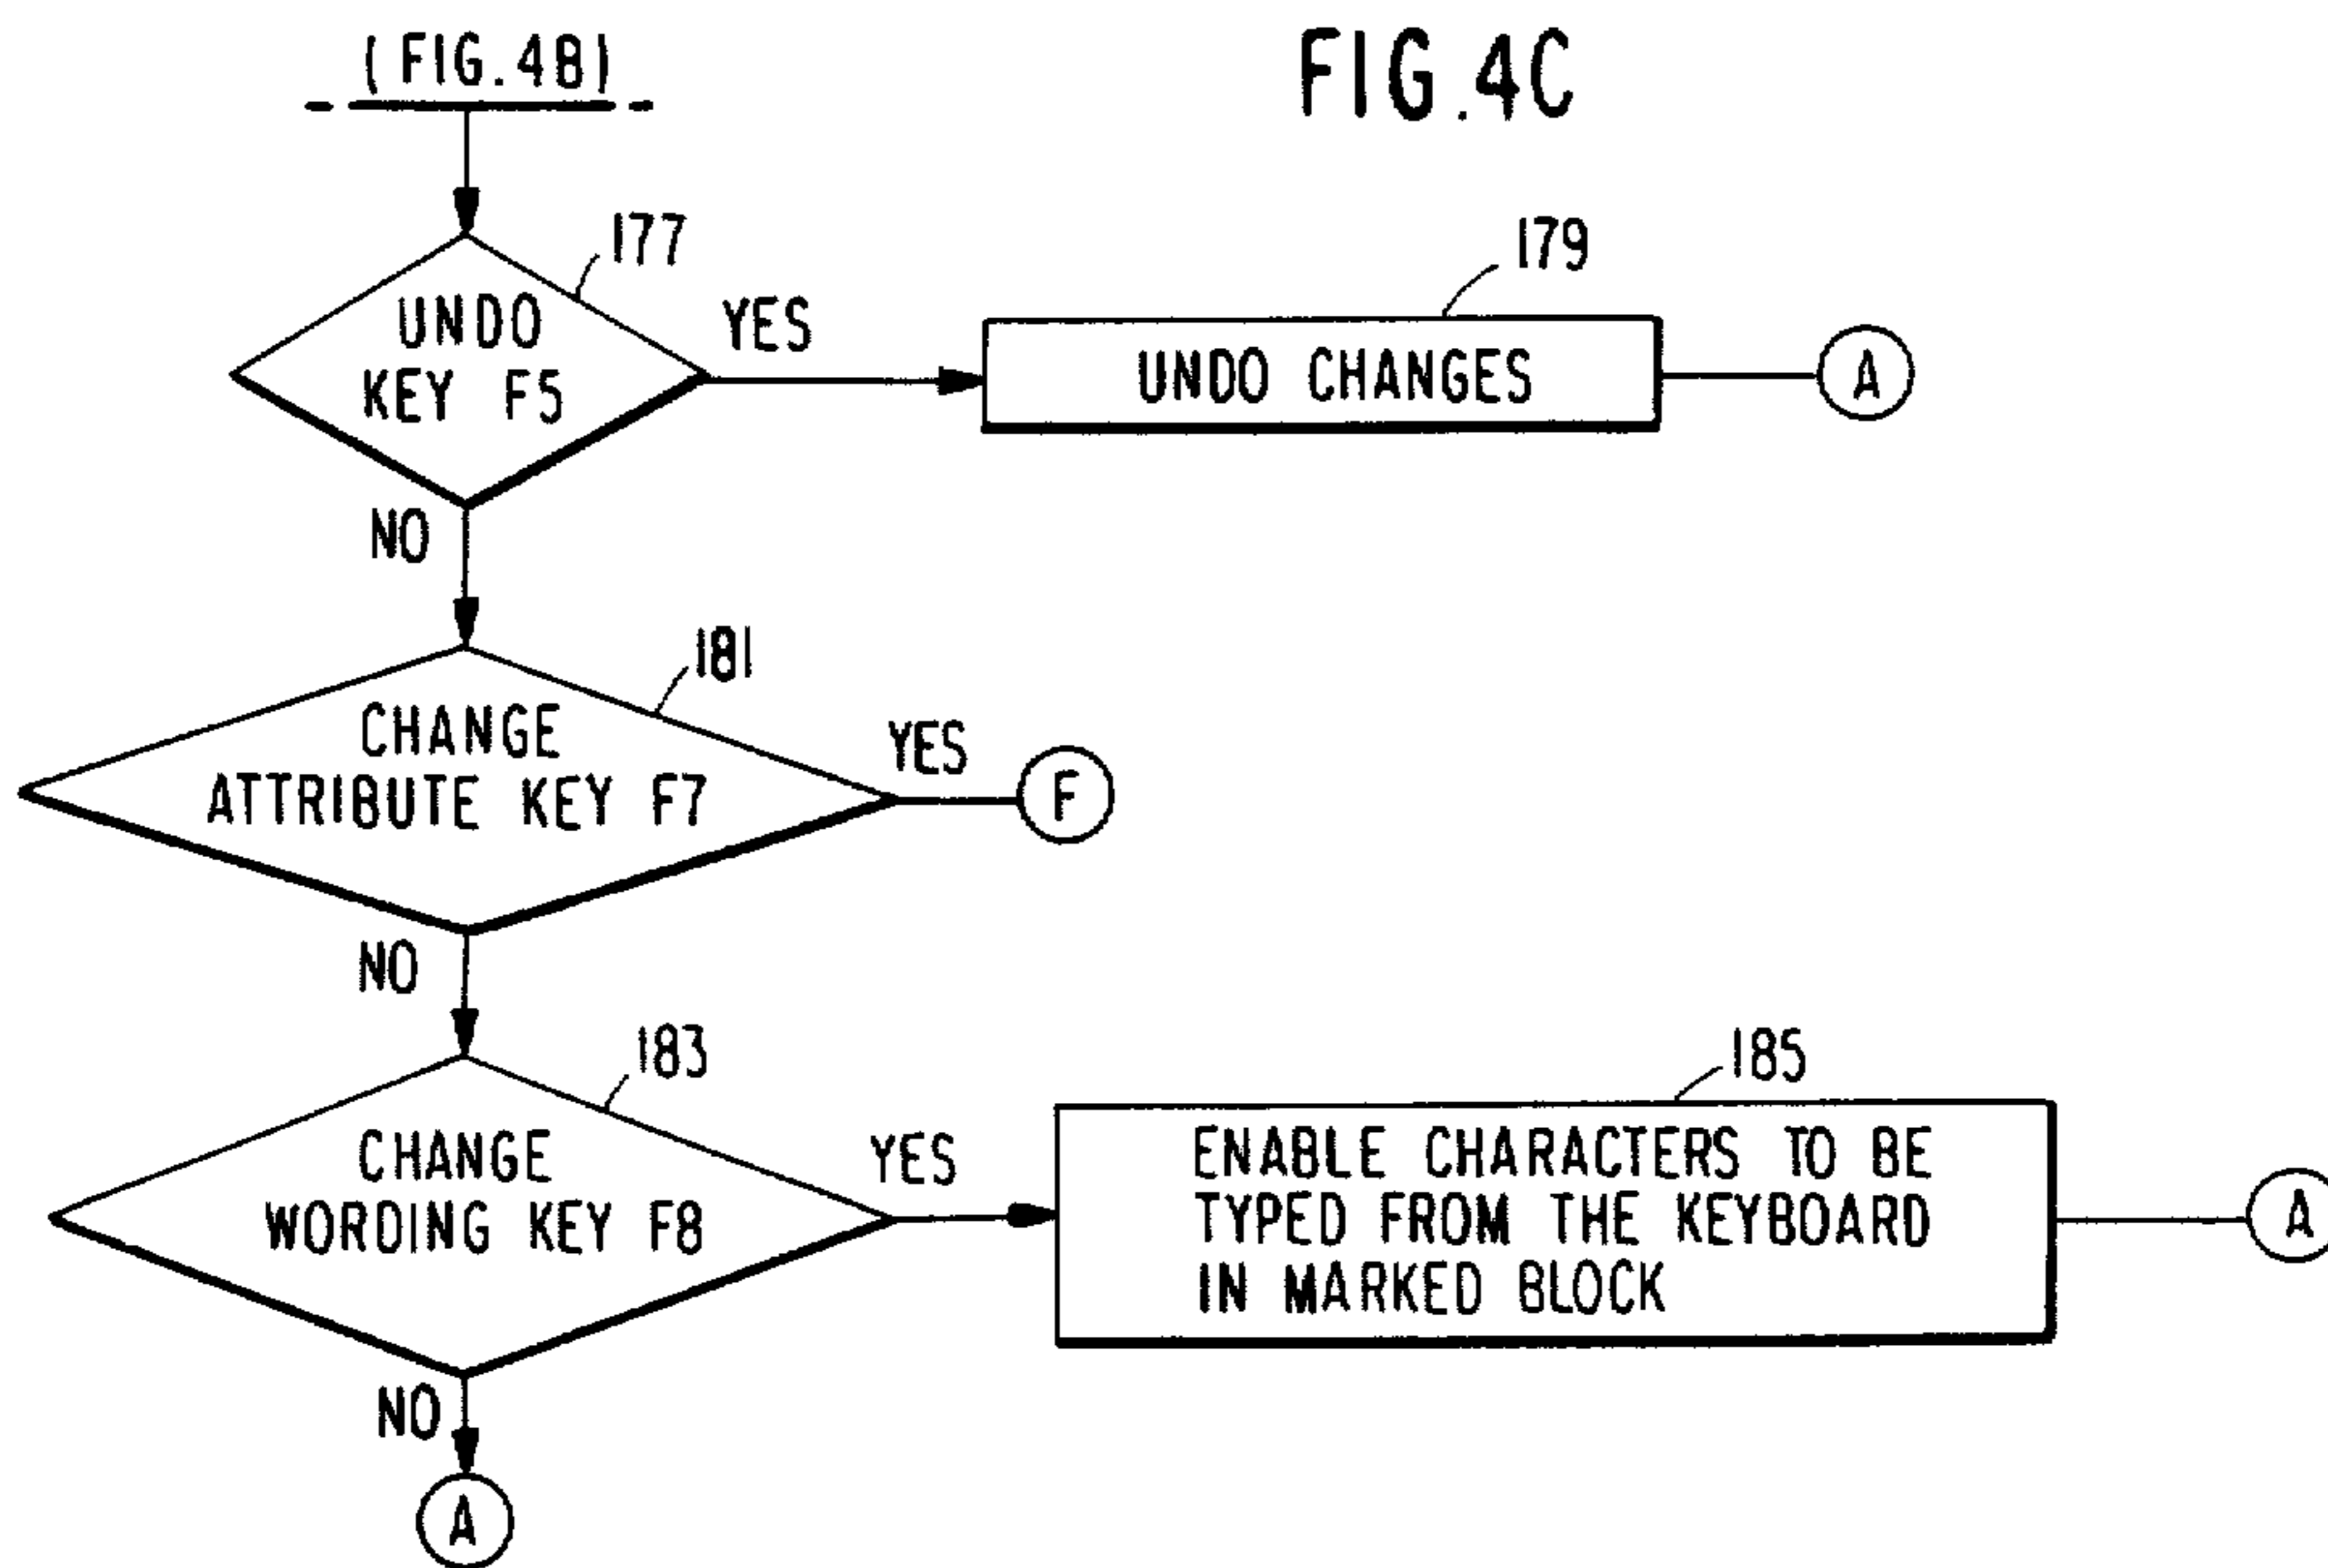 (FIG.4B)
FIG.4C
177
UNDO
KEY F5
YES
179
UNDO CHANGES
A
NO
181
CHANGE
ATTRIBUTE KEY F7
YES
F
NO
183
CHANGE
WORDING KEY F8
YES
185
ENABLE CHARACTERS TO BE
TYPED FROM THE KEYBOARD
IN MARKED BLOCK
A
NO
A